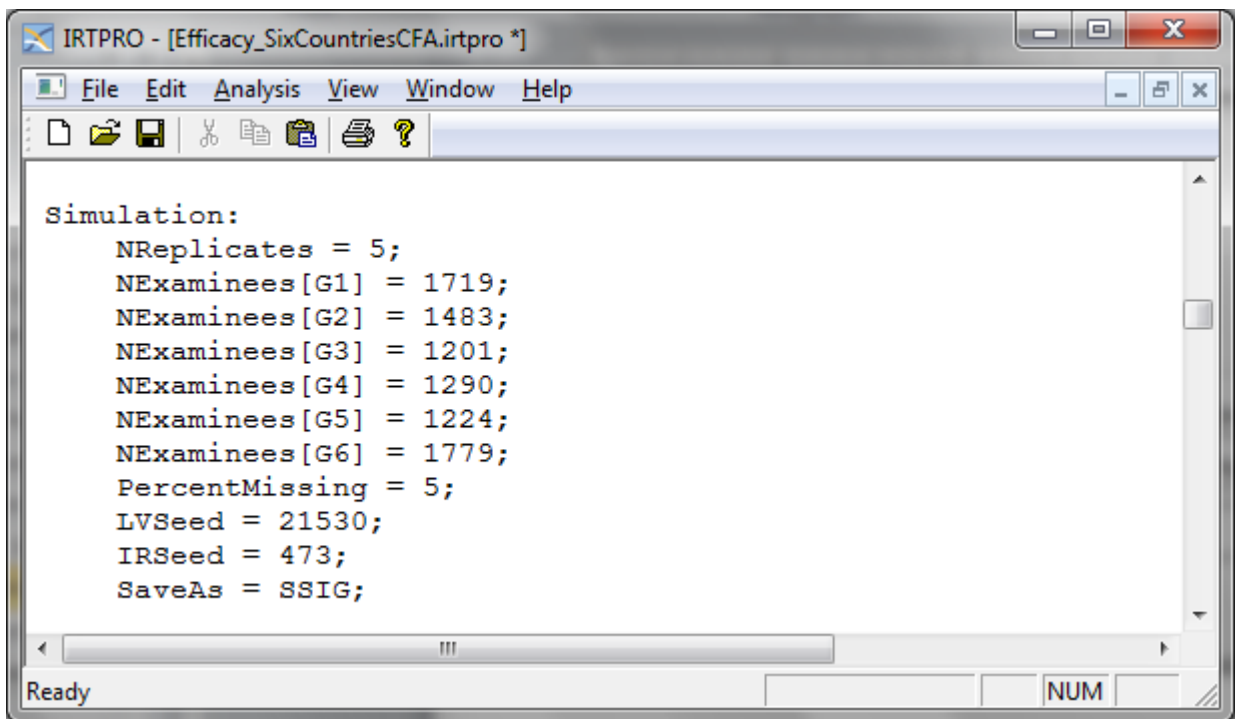 IRTPRO - [Efficacy_SixCountriesCFA.irtpro *]
File Edit Analysis View Window Help
Simulation:
NReplicates = 5;
NExaminees[G1] = 1719;
NExaminees[G2] = 1483;
NExaminees[G3] = 1201;
NExaminees[G4] = 1290;
NExaminees[G5] = 1224;
NExaminees[G6] = 1779;
PercentMissing = 5;
LVSeed = 21530;
IRSeed = 473;
SaveAs = SSIG;
Ready NUM